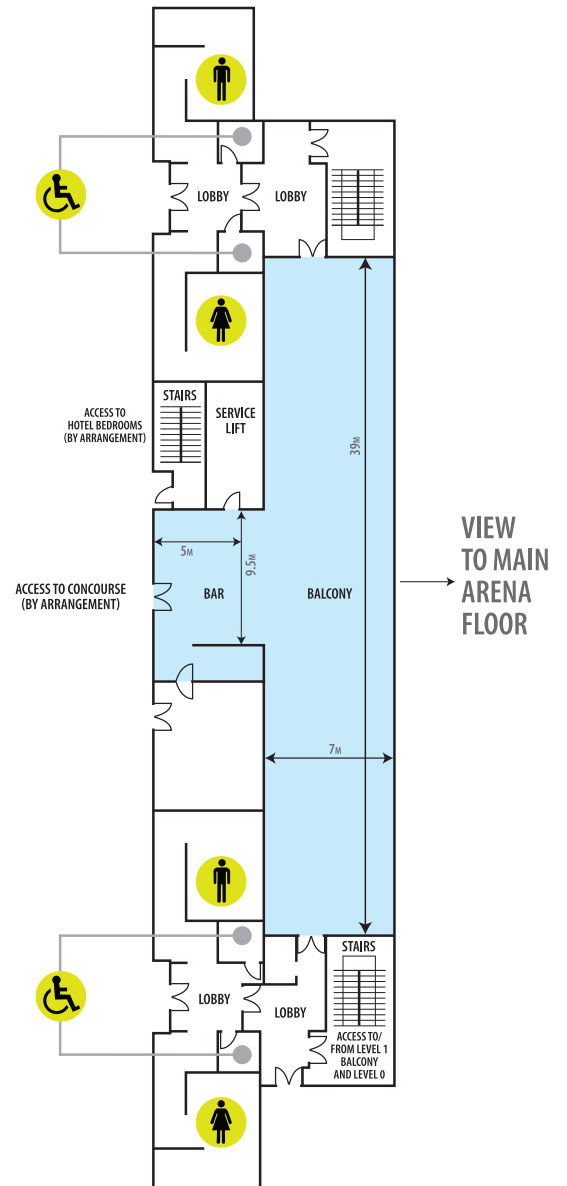 LOBBY
LOBBY
STAIRS
ACCESS TO
HOTEL BEDROOMS
(BY ARRANGEMENT)
SERVICE
LIFT
39M
VIEW
TO MAIN
ARENA
FLOOR
5M
9.5M
ACCESS TO CONCOURSE
(BY ARRANGEMENT)
BAR
BALCONY
7M
STAIRS
LOBBY
LOBBY
ACCESS TO/
FROM LEVEL 1
BALCONY
AND LEVEL 0